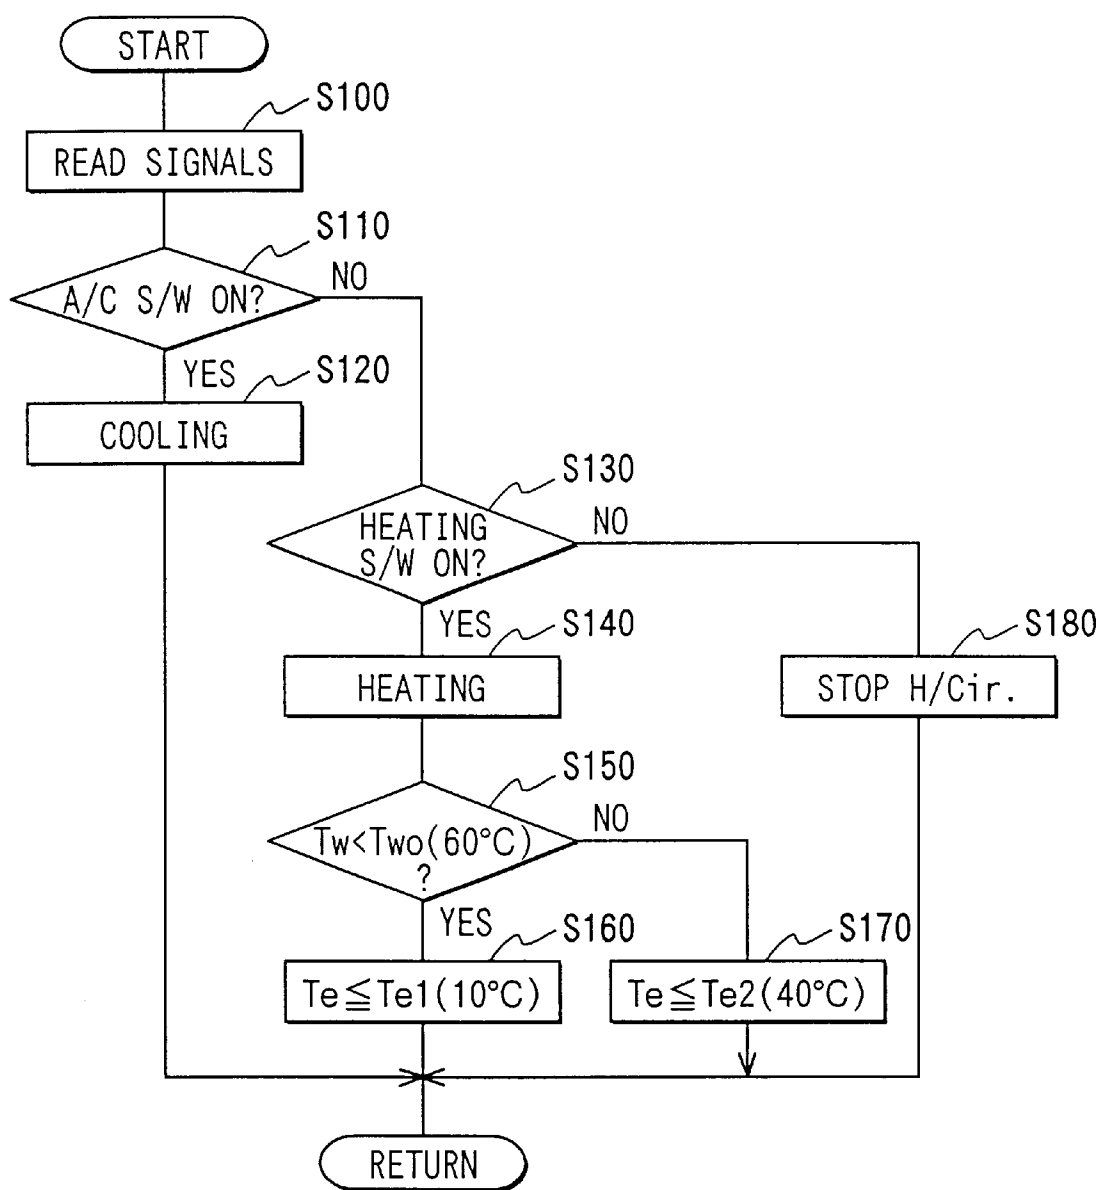 START
S100
READ SIGNALS
S110
NO
A/C S/W ON?
YES
S120
COOLING
S130
NO
HEATING
S/W ON?
YES
S140
S180
HEATING
STOP H/Cir.
S150
NO
Tw<Two(60°C)
?
YES
S160
S170
Te≦Te1(10°C)
Te≦Te2(40°C)
RETURN